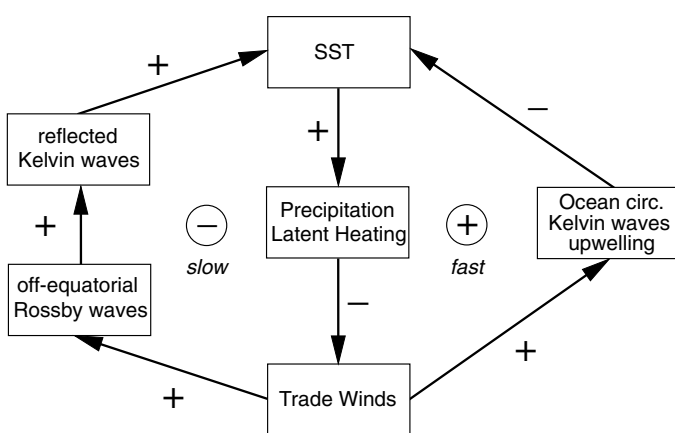 SST
+
−
+
reflected
Kelvin waves
+
Precipitation
Latent Heating
Ocean circ.
Kelvin waves
upwelling
−
+
+
slow
fast
off-equatorial
Rossby waves
−
+
+
Trade Winds